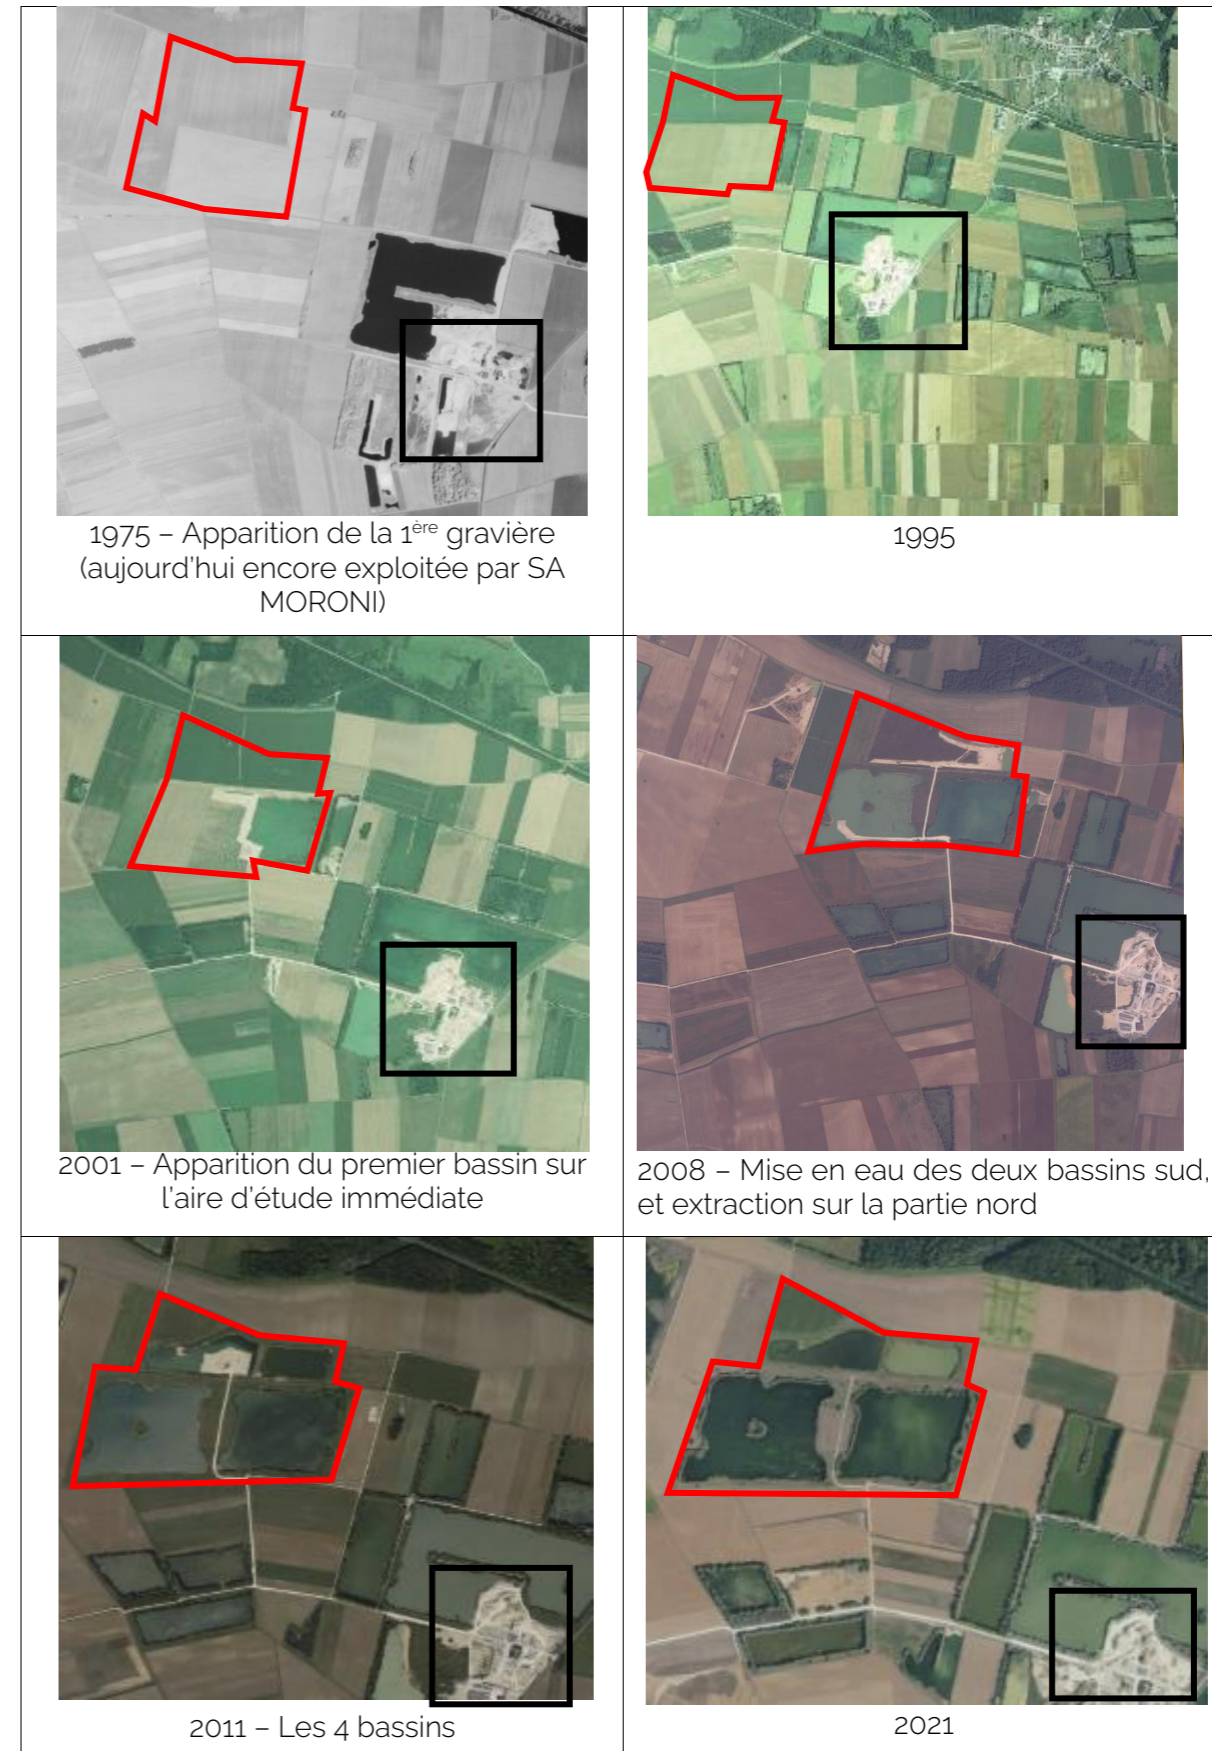 1975 – Apparition de la 1ère gravière
(aujourd'hui encore exploitée par SA
MORONI)
1995
2001 – Apparition du premier bassin sur
l'aire d'étude immédiate
2008 – Mise en eau des deux bassins sud,
et extraction sur la partie nord
2011 – Les 4 bassins
2021